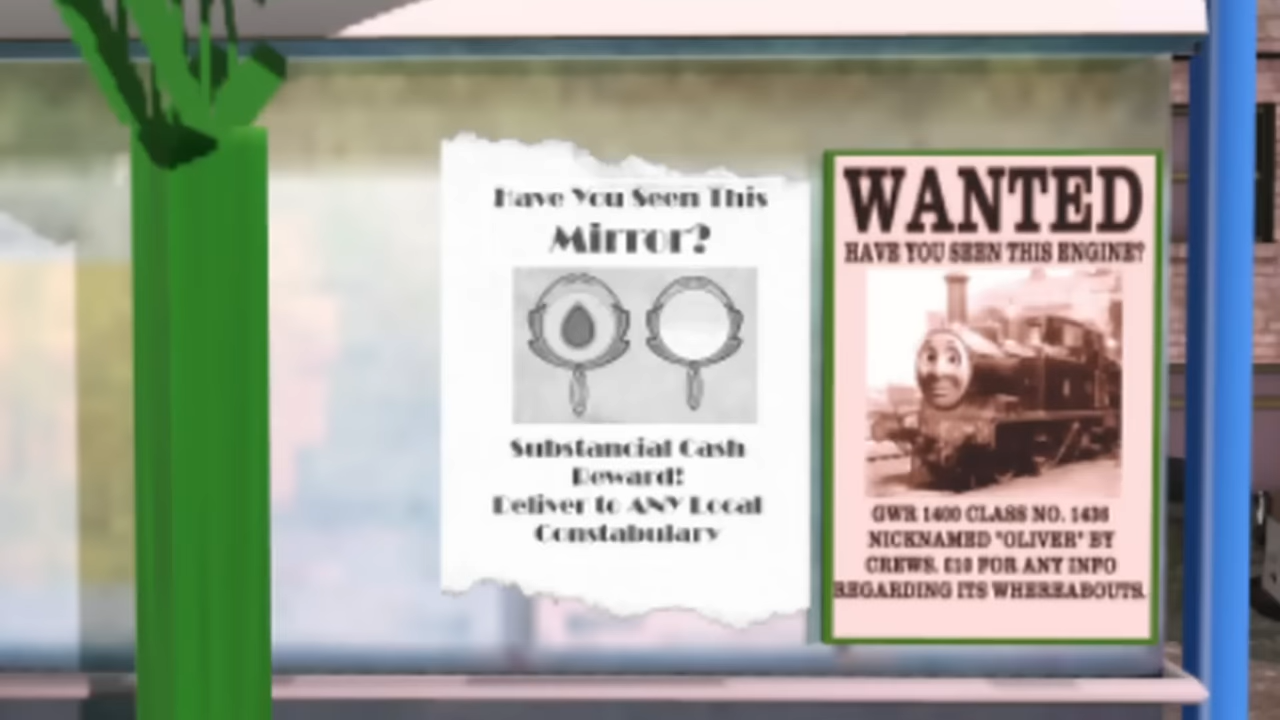 Have You Seen This
Mirror?
Substancial Cash
Reward!
Deliver to ANY Local
Constabulary
WANTED
HAVE YOU SEEN THIS ENGINE?
GWR 1400 CLASS NO. 1436
NICKNAMED "OLIVER" BY
CREWS. £10 FOR ANY INFO
REGARDING ITS WHEREABOUTS.